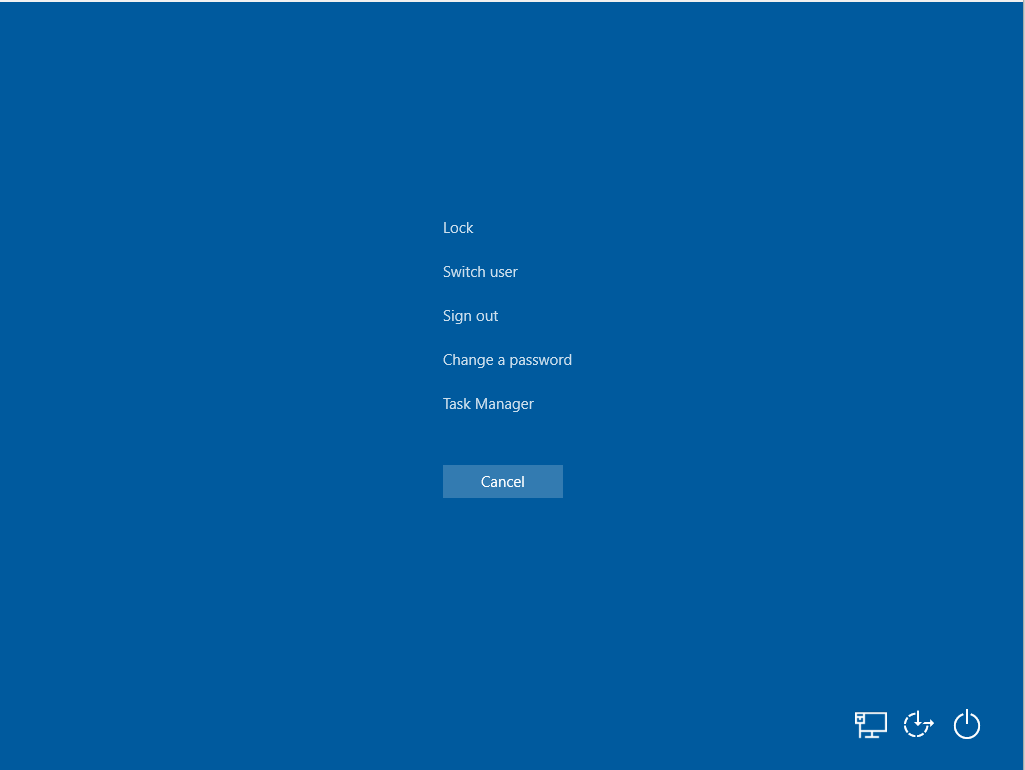 Lock
Switch user
Sign out
Change a password
Task Manager
Cancel